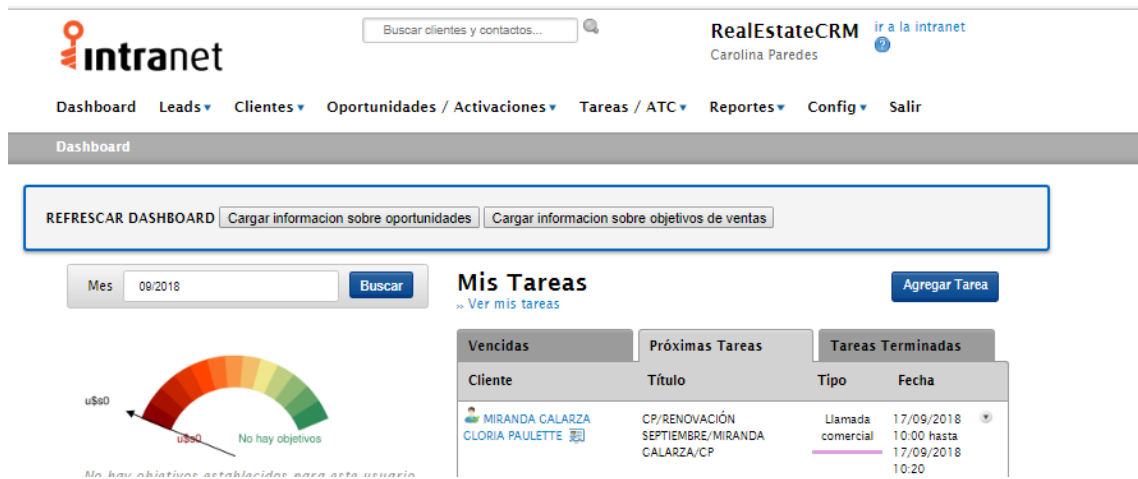 intranet
Buscar clientes y contactos...
RealEstateCRM ir a la intranet
Carolina Paredes
Dashboard Leads Clientes Oportunidades / Activaciones Tareas / ATC Reportes Config Salir
Dashboard
REFRESCAR DASHBOARD Cargar informacion sobre oportunidades Cargar informacion sobre objetivos de ventas
Mes 09/2018 Buscar
Mis Tareas
» Ver mis tareas
Agregar Tarea
Vencidas Próximas Tareas Tareas Terminadas
Cliente Título Tipo Fecha
MIRANDA GALARZA
GLORIA PAULETTE
CP/RENOVACIÓN
SEPTIEMBRE/MIRANDA
GALARZA/CP
Llamada
comercial
17/09/2018
10:00 hasta
17/09/2018
10:20
u$s0
u$s0 No hay objetivos
No hay objetivos establecidos para este usuario